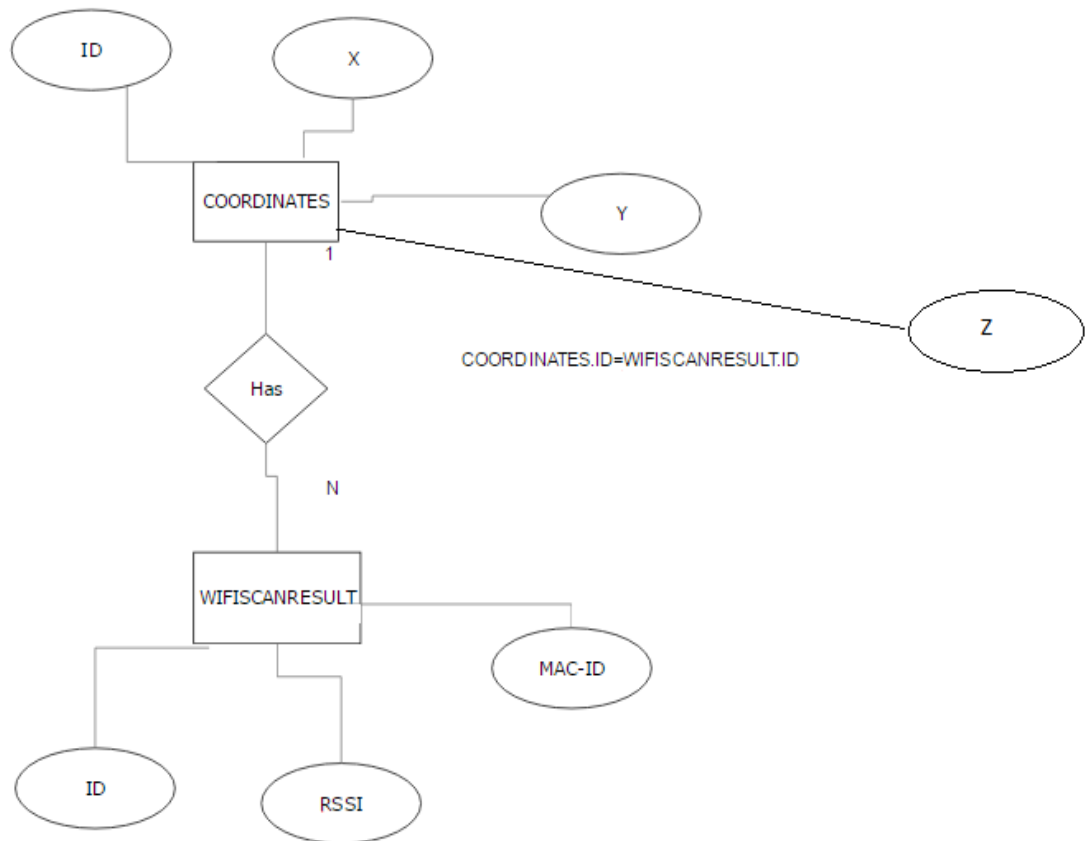 ID
X
COORDINATES
Y
1
Z
COORDINATES.ID=WIFISCANRESULT.ID
Has
N
WIFISCANRESULT
MAC-ID
ID
RSSI